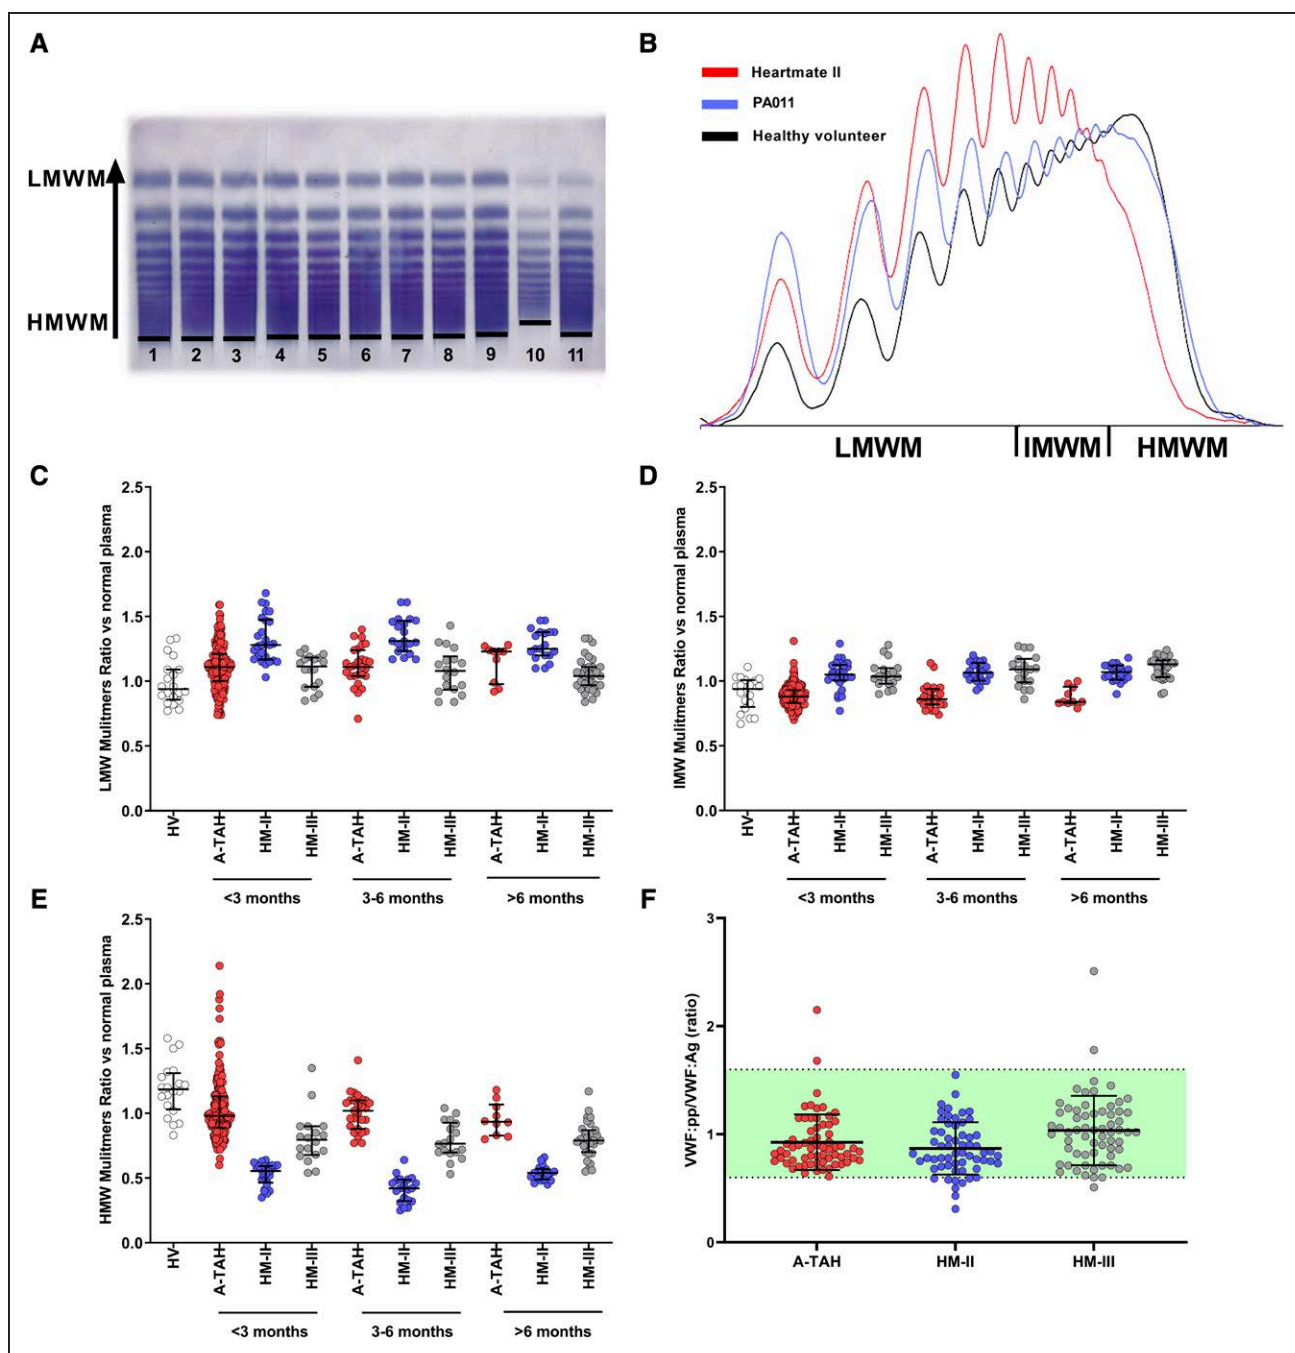 A
LMWM
HMWM
1 2 3 4 5 6 7 8 9 10 11
B
Heartmate II
PA011
Healthy volunteer
LMWM IMWM HMWM
C
LMW Mulitmers Ratio vs normal plasma
2.5
2.0
1.5
1.0
0.5
0.0
HV A-TAH HM-II HM-III A-TAH HM-II HM-III A-TAH HM-II HM-III
<3 months 3-6 months >6 months
D
IMW Mulitmers Ratio vs normal plasma
2.5
2.0
1.5
1.0
0.5
0.0
HV A-TAH HM-II HM-III A-TAH HM-II HM-III A-TAH HM-II HM-III
<3 months 3-6 months >6 months
E
HMW Mulitmers Ratio vs normal plasma
2.5
2.0
1.5
1.0
0.5
0.0
HV A-TAH HM-II HM-III A-TAH HM-II HM-III A-TAH HM-II HM-III
<3 months 3-6 months >6 months
F
VWF:pp/VWF:Ag (ratio)
3
2
1
0
A-TAH HM-II HM-III